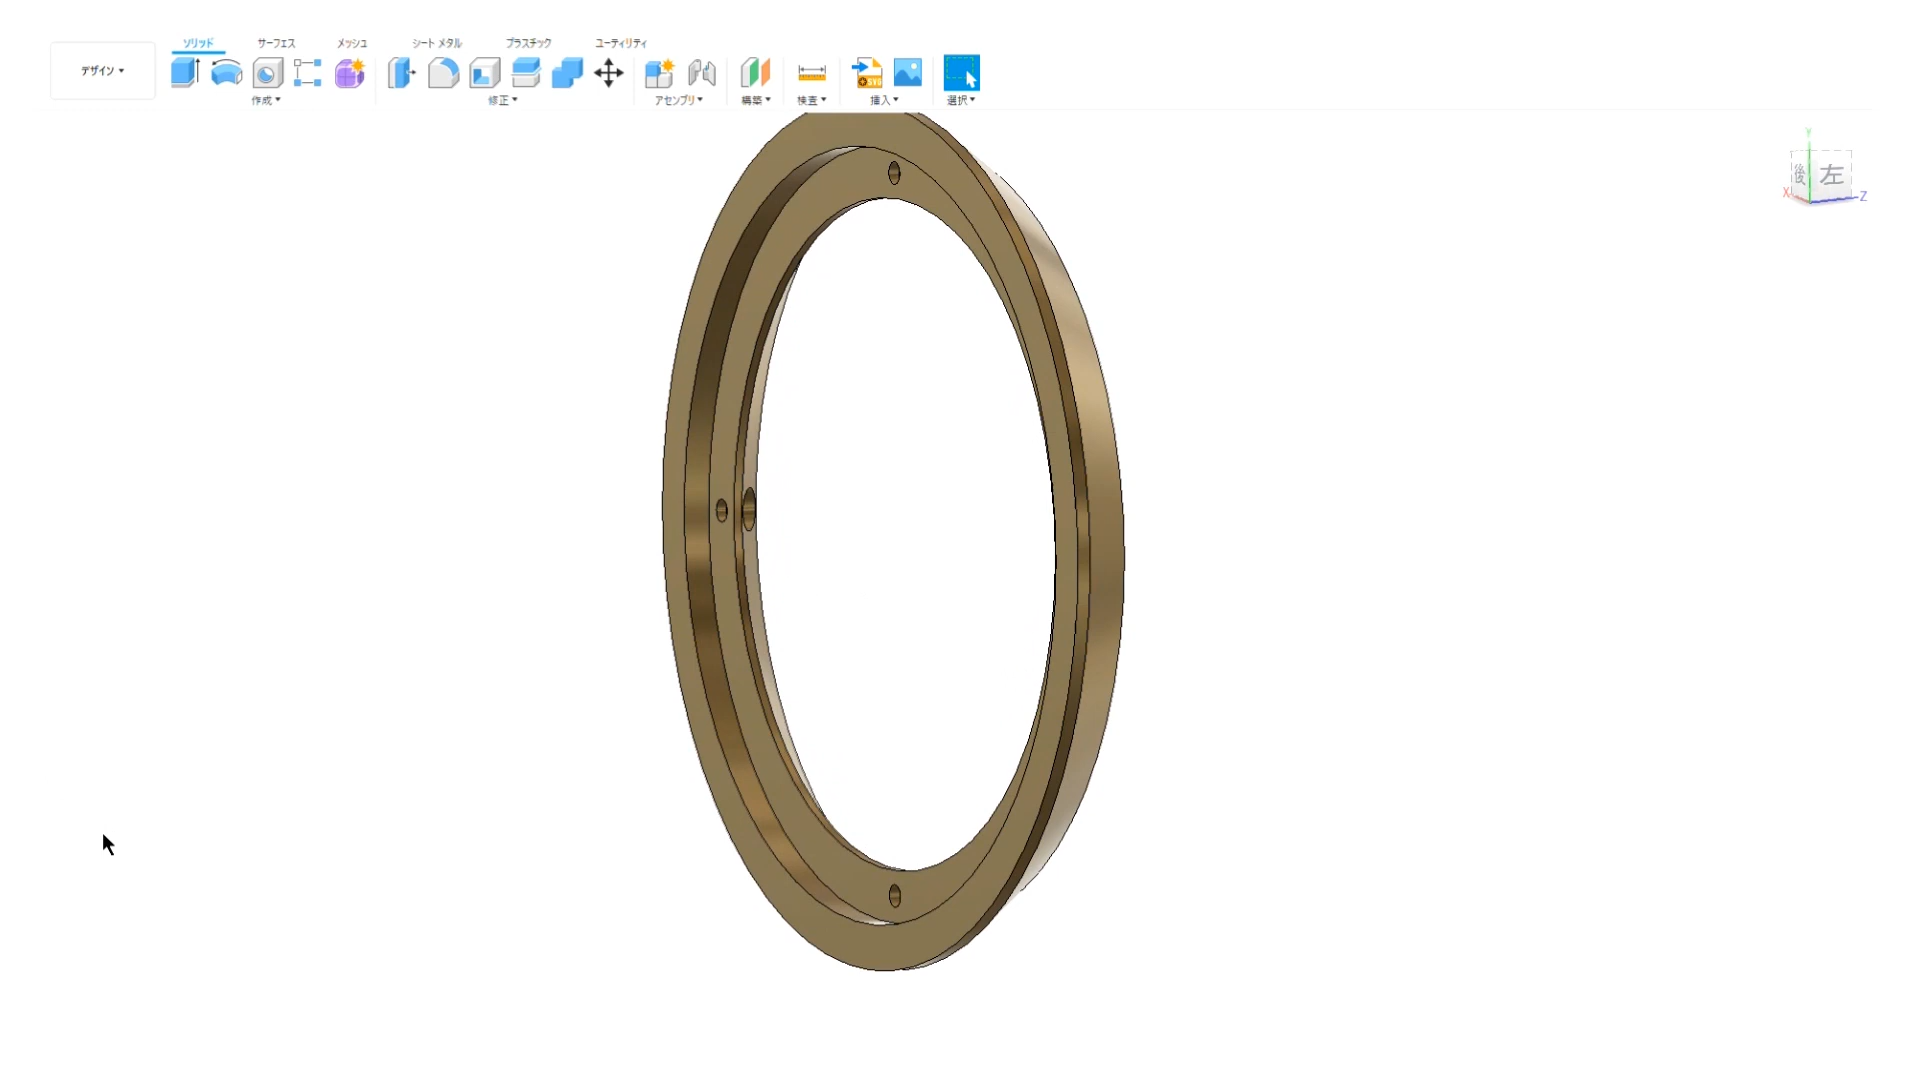 ソリッド サーフェス メッシュ シート メタル プラスチック ユーティリティ
デザイン ▾
SVG
作成 ▾ 修正 ▾ アセンブリ ▾ 構築 ▾ 検査 ▾ 挿入 ▾ 選択 ▾
Y
後 左
X Z